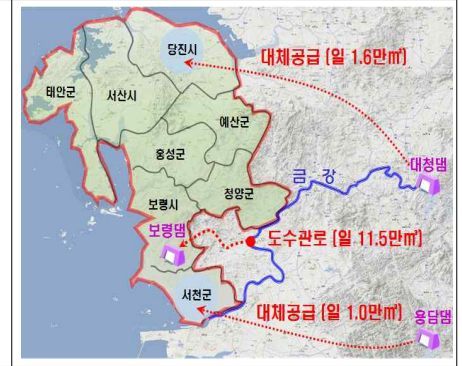 당진시
대체공급 (일 1.6만㎥)
태안군
서산시
예산군
홍성군
대청댐
금 강
청양군
보령시
보령댐
도수관로 (일 11.5만㎥)
서천군
대체공급 (일 1.0만㎥)
용담댐